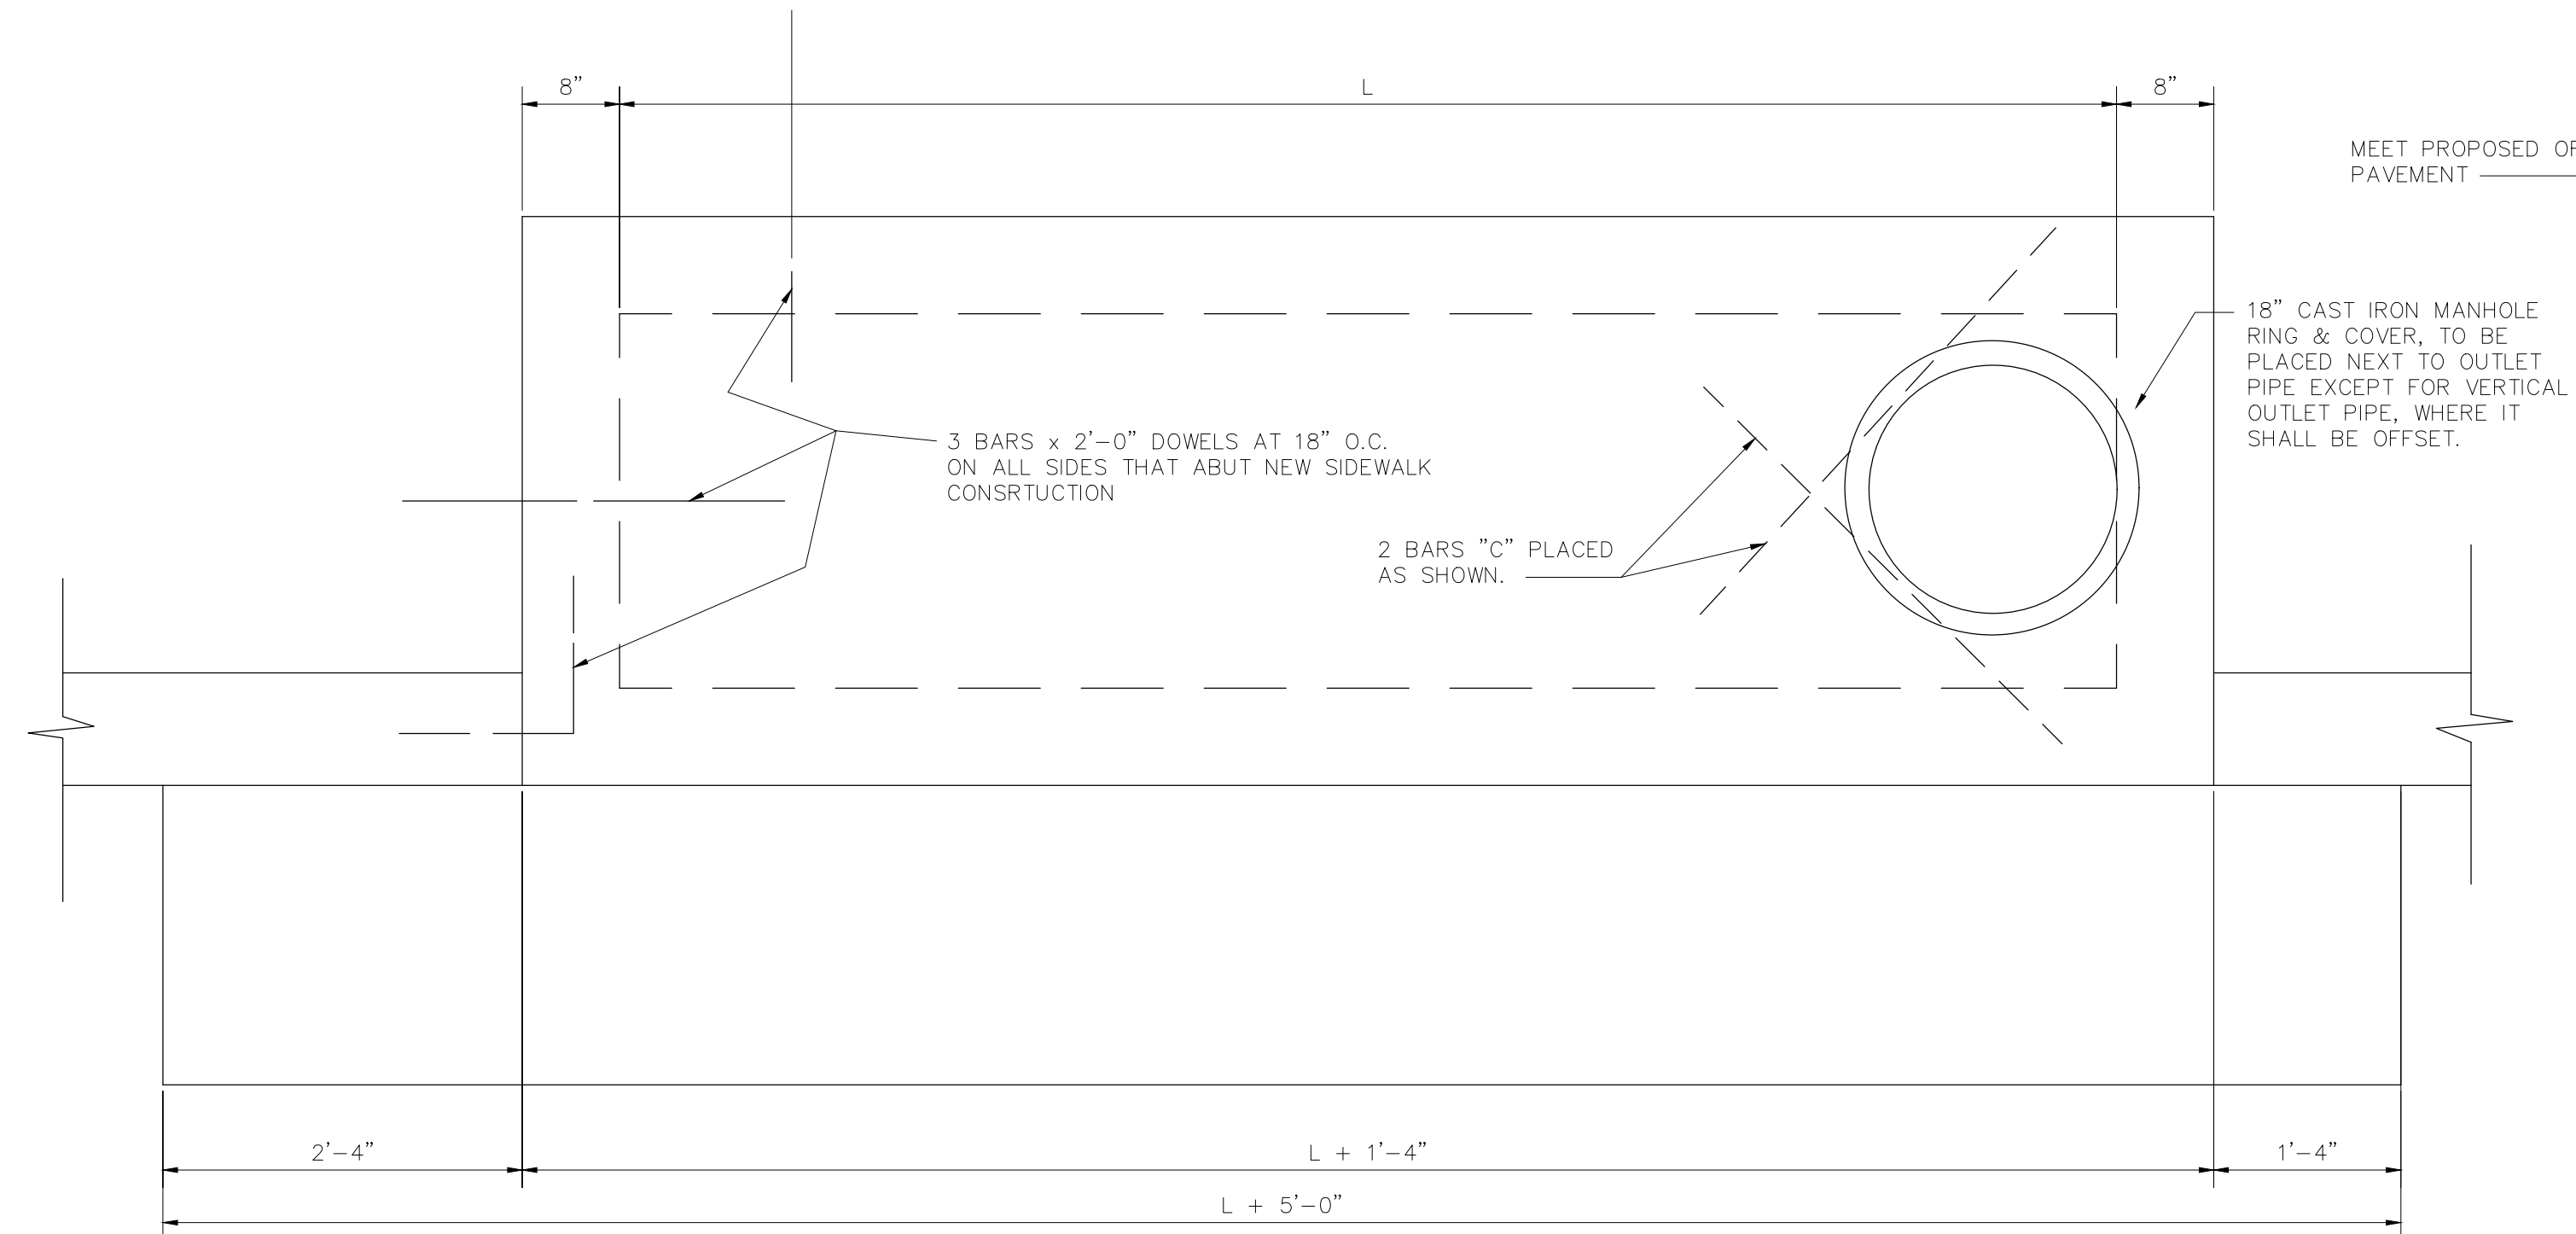 8”
L
8”
MEET PROPOSED OF
PAVEMENT
18” CAST IRON MANHOLE
RING & COVER, TO BE
PLACED NEXT TO OUTLET
PIPE EXCEPT FOR VERTICAL
OUTLET PIPE, WHERE IT
SHALL BE OFFSET.
3 BARS x 2’–0” DOWELS AT 18” O.C.
ON ALL SIDES THAT ABUT NEW SIDEWALK
CONSRTUCTION
2 BARS ”C” PLACED
AS SHOWN.
2’–4”
L + 1’–4”
1’–4”
L + 5’–0”